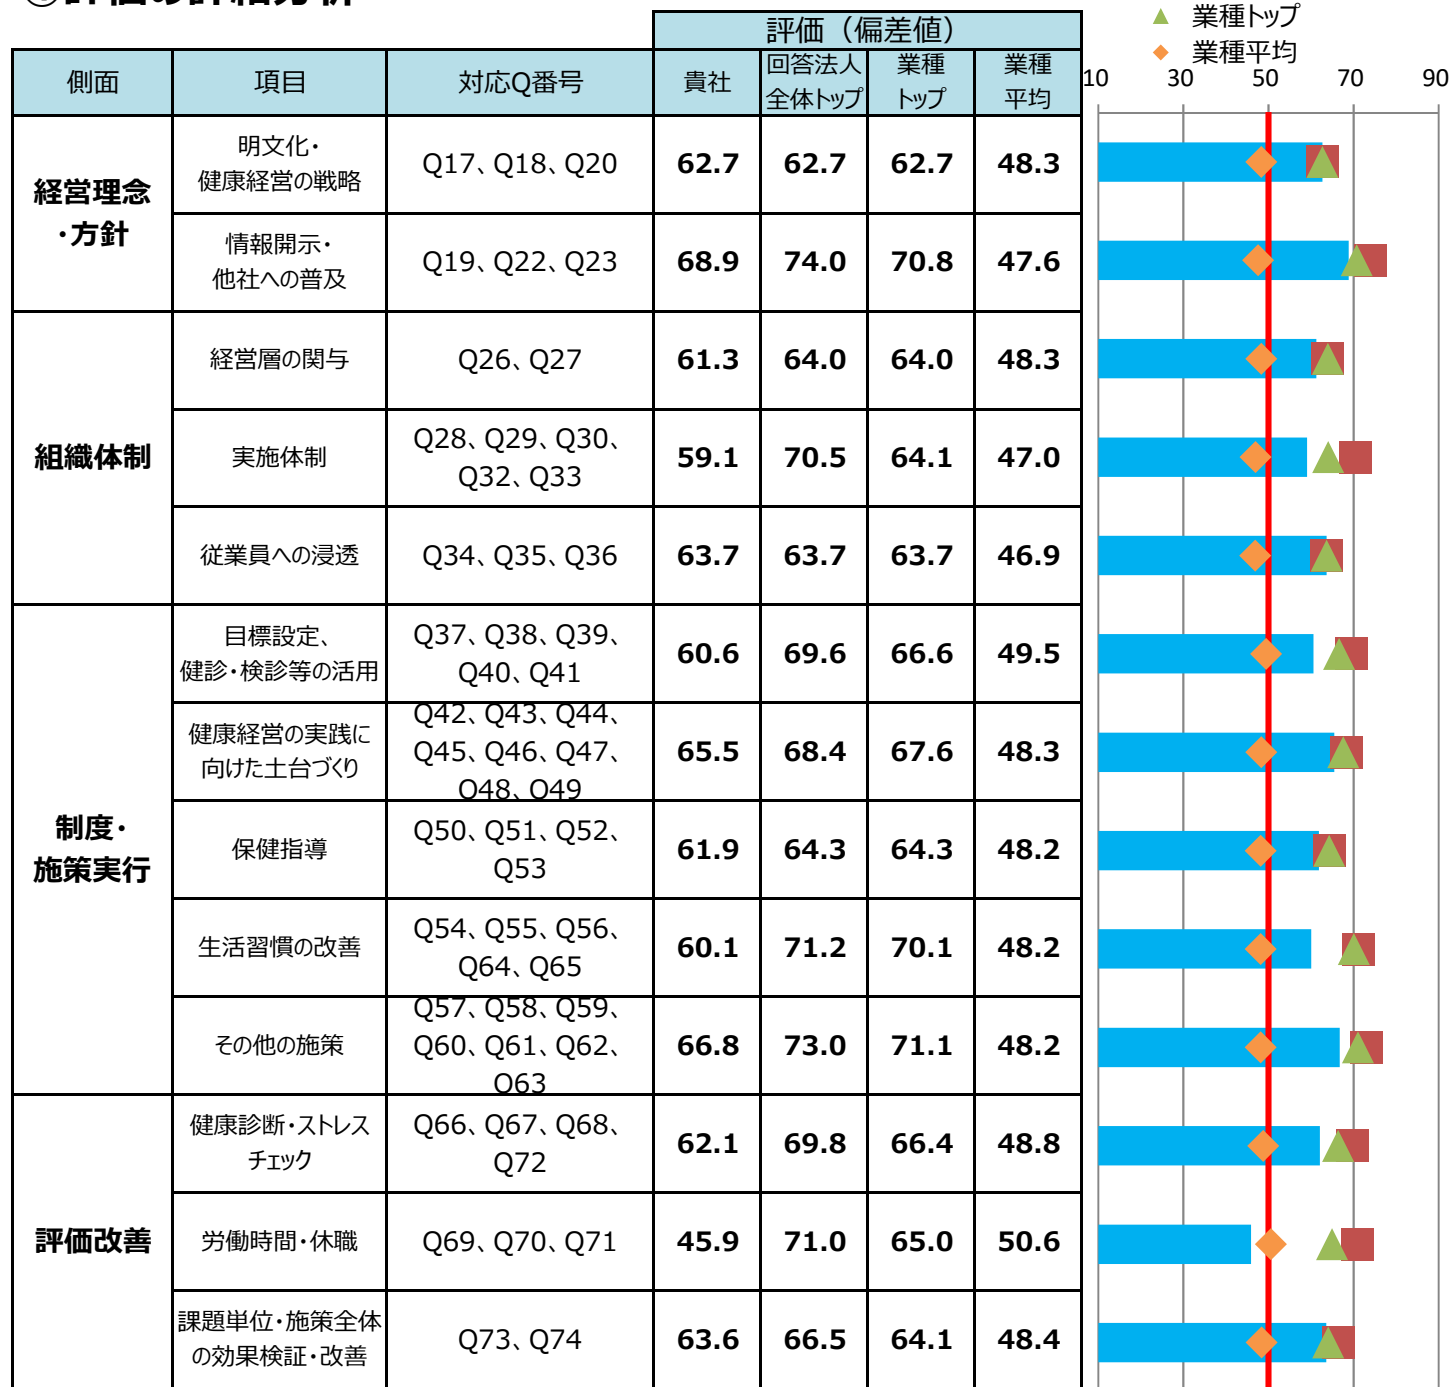 ①評価の詳細分析
▲ 業種トップ
◆ 業種平均
評価（偏差値）
側面 項目 対応Q番号 貴社 回答法人全体トップ 業種トップ 業種平均
10 30 50 70 90
経営理念・方針
明文化・健康経営の戦略 Q17、Q18、Q20 62.7 62.7 62.7 48.3
情報開示・他社への普及 Q19、Q22、Q23 68.9 74.0 70.8 47.6
組織体制
経営層の関与 Q26、Q27 61.3 64.0 64.0 48.3
実施体制 Q28、Q29、Q30、Q32、Q33 59.1 70.5 64.1 47.0
従業員への浸透 Q34、Q35、Q36 63.7 63.7 63.7 46.9
制度・施策実行
目標設定、健診・検診等の活用 Q37、Q38、Q39、Q40、Q41 60.6 69.6 66.6 49.5
健康経営の実践に向けた土台づくり Q42、Q43、Q44、Q45、Q46、Q47、Q48、Q49 65.5 68.4 67.6 48.3
保健指導 Q50、Q51、Q52、Q53 61.9 64.3 64.3 48.2
生活習慣の改善 Q54、Q55、Q56、Q64、Q65 60.1 71.2 70.1 48.2
その他の施策 Q57、Q58、Q59、Q60、Q61、Q62、Q63 66.8 73.0 71.1 48.2
評価改善
健康診断・ストレスチェック Q66、Q67、Q68、Q72 62.1 69.8 66.4 48.8
労働時間・休職 Q69、Q70、Q71 45.9 71.0 65.0 50.6
課題単位・施策全体の効果検証・改善 Q73、Q74 63.6 66.5 64.1 48.4